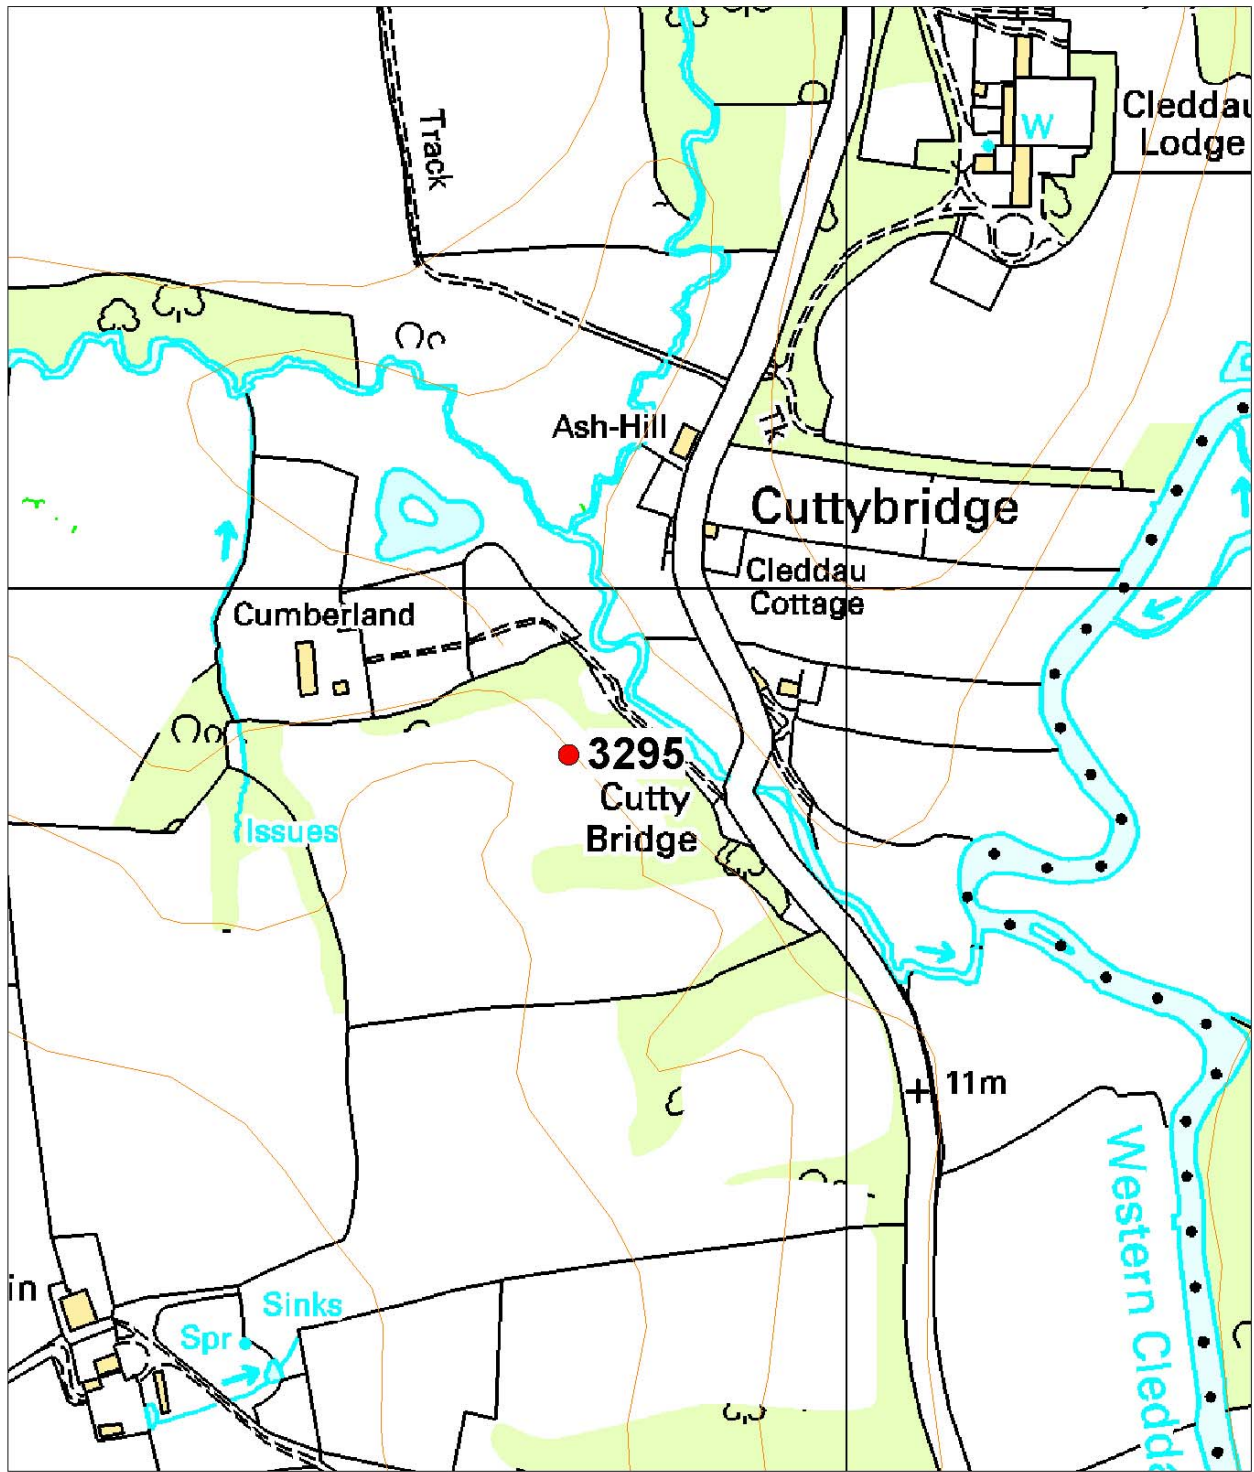 Track
Cleddau
Lodge
W
Ash-Hill
Tk
Cuttybridge
Cleddau
Cottage
Cumberland
3295
Cutty
Bridge
Issues
11m
Western Cledda
in
Sinks
Spr